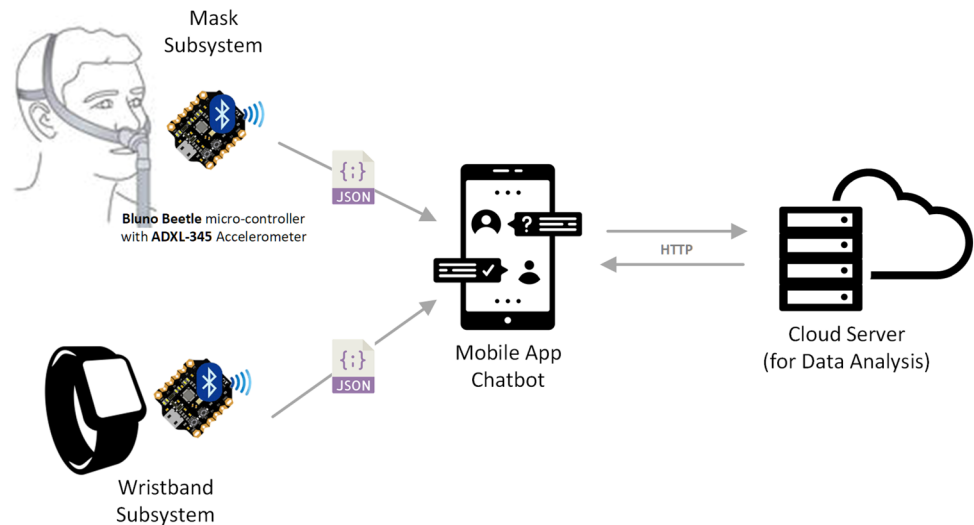 Mask
Subsystem
{;}
JSON
Bluno Beetle micro-controller
with ADXL-345 Accelerometer
?
HTTP
Mobile App
Chatbot
Cloud Server
(for Data Analysis)
{;}
JSON
Wristband
Subsystem